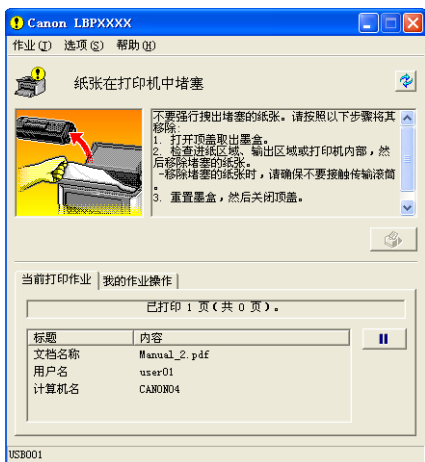 Canon LBPXXXX
作业(J) 选项(S) 帮助(H)
纸张在打印机中堵塞
不要强行拽出堵塞的纸张。请按照以下步骤将其
移除:
1. 打开顶盖取出墨盒。
2. 检查进纸区域、输出区域或打印机内部，然
后移除堵塞的纸张。
-移除堵塞的纸张时，请确保不要接触传输滚筒
。
3. 重置墨盒，然后关闭顶盖。
当前打印作业 我的作业操作
已打印 1 页(共 0 页)。
标题 内容
文档名称 Manual_2.pdf
用户名 user01
计算机名 CANON04
USB001